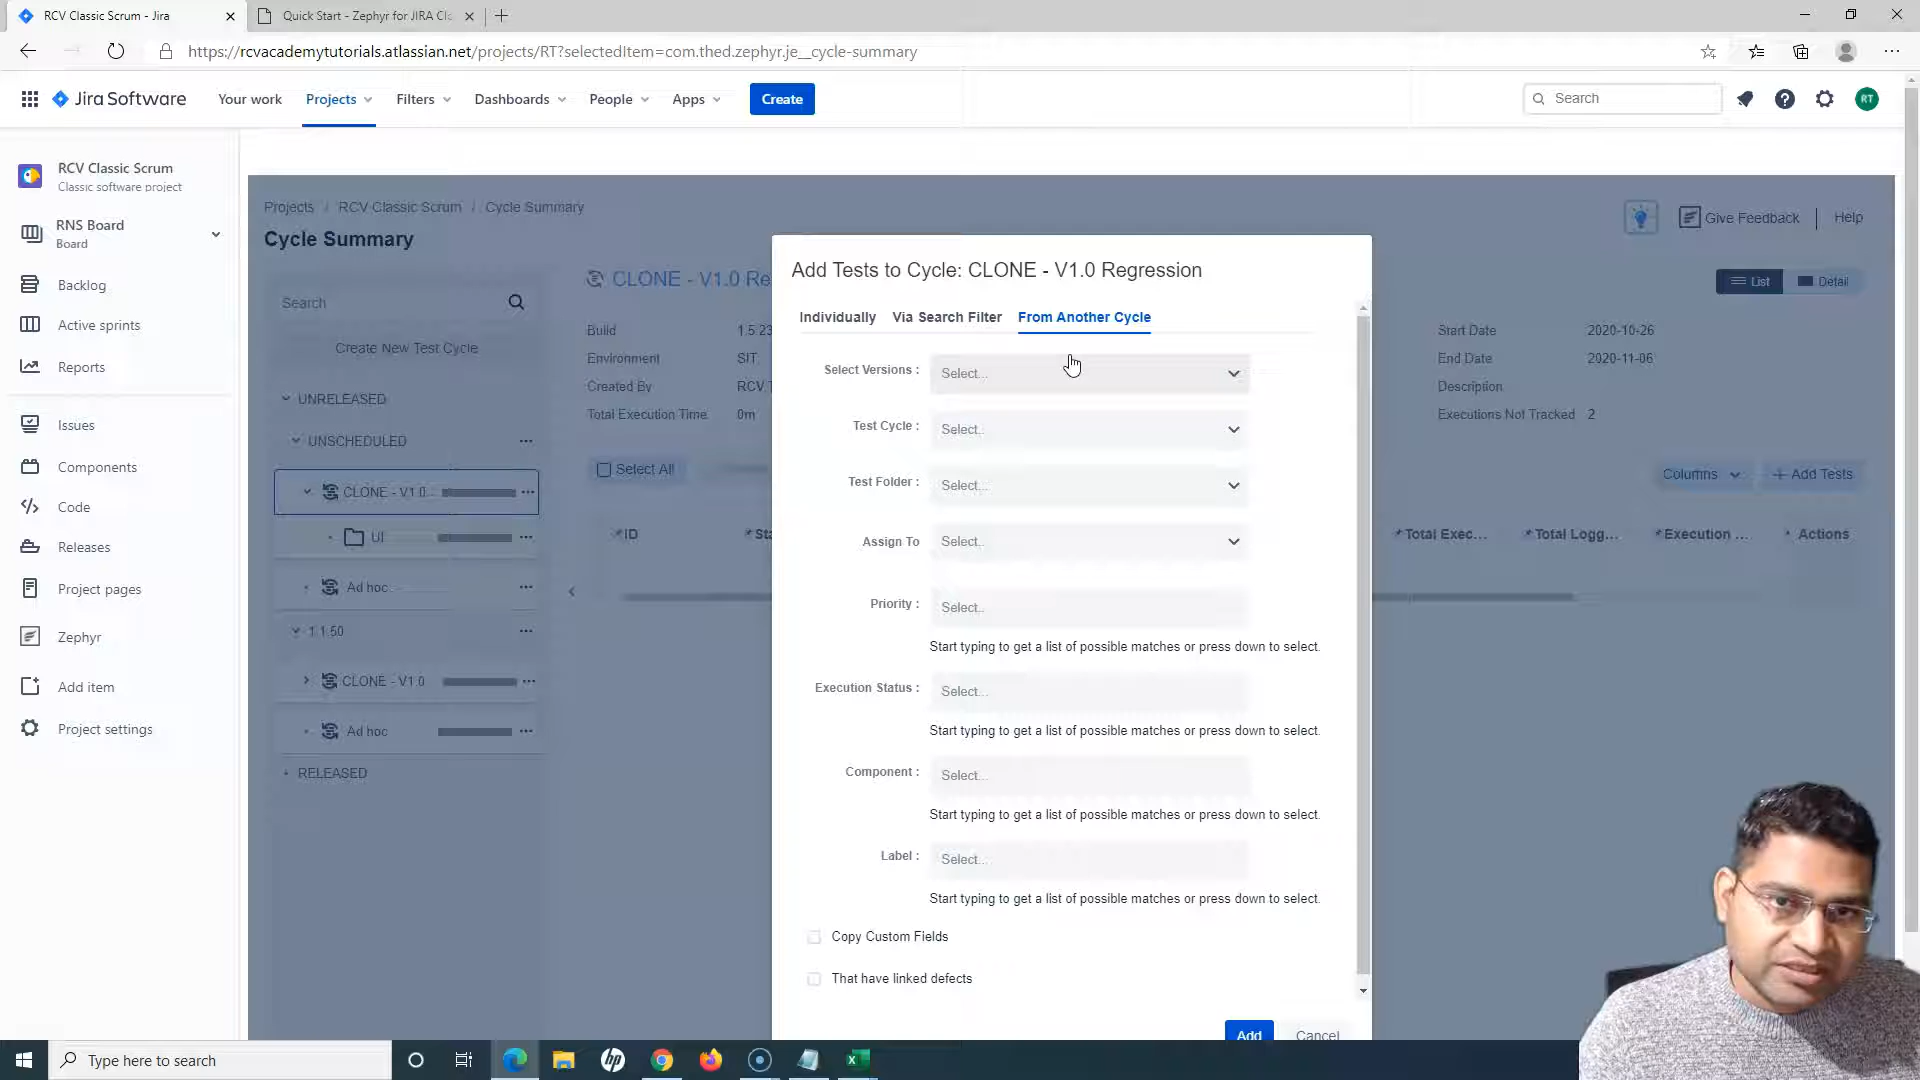 RCV Classic Scrum - Jira
Quick Start - Zephyr for JIRA Cl
https://rcvacademytutorials.atlassian.net/projects/RT?selectedItem=com.thed.zephyr.je__cycle-summary
Jira Software
Your work
Projects
Filters
Dashboards
People
Apps
Create
Search
RT
RCV Classic Scrum
Classic software project
RNS Board
Board
Backlog
Active sprints
Reports
Issues
Components
Code
Releases
Project pages
Zephyr
Add item
Project settings
Projects / RCV Classic Scrum / Cycle Summary
Give Feedback
Help
Cycle Summary
Search
Create New Test Cycle
UNRELEASED
UNSCHEDULED
CLONE - V1.0
UI
Ad hoc
1.1.50
CLONE - V1.0
Ad hoc
RELEASED
CLONE - V1.0 Re
List
Detail
Build 1.5.23
Environment SIT
Created By RCV T
Total Execution Time 0m
Start Date 2020-10-26
End Date 2020-11-06
Description
Executions Not Tracked 2
Select All
Columns
+ Add Tests
ID
Sta
Total Exec...
Total Logg...
Execution ...
Actions
Add Tests to Cycle: CLONE - V1.0 Regression
Individually
Via Search Filter
From Another Cycle
Select Versions : Select...
Test Cycle : Select..
Test Folder : Select..
Assign To Select..
Priority : Select..
Start typing to get a list of possible matches or press down to select.
Execution Status : Select...
Start typing to get a list of possible matches or press down to select.
Component : Select...
Start typing to get a list of possible matches or press down to select.
Label : Select...
Start typing to get a list of possible matches or press down to select.
Copy Custom Fields
That have linked defects
Add
Cancel
Type here to search